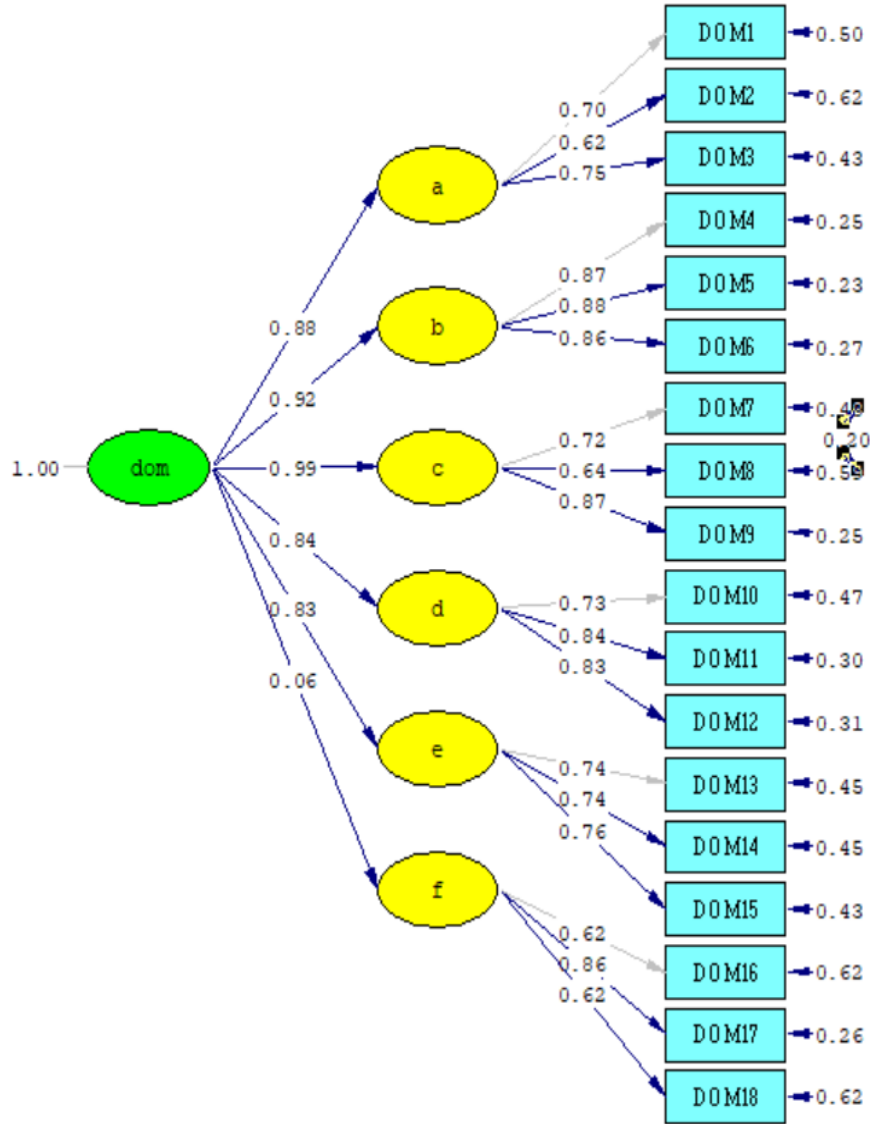 DOM1 0.50
0.70
DOM2 0.62
0.62
DOM3 0.43
0.75
a
DOM4 0.25
0.87
DOM5 0.23
0.88
b
0.88
DOM6 0.27
0.86
0.92
DOM7
0.72
0.20
1.00 dom 0.99 c 0.64 DOM8
0.87
DOM9 0.25
0.84
DOM10 0.47
0.73
d
0.83
0.84
DOM11 0.30
0.83
0.06
DOM12 0.31
e
0.74
DOM13 0.45
0.74
0.76
DOM14 0.45
f
DOM15 0.43
0.62
0.86
DOM16 0.62
0.62
DOM17 0.26
DOM18 0.62